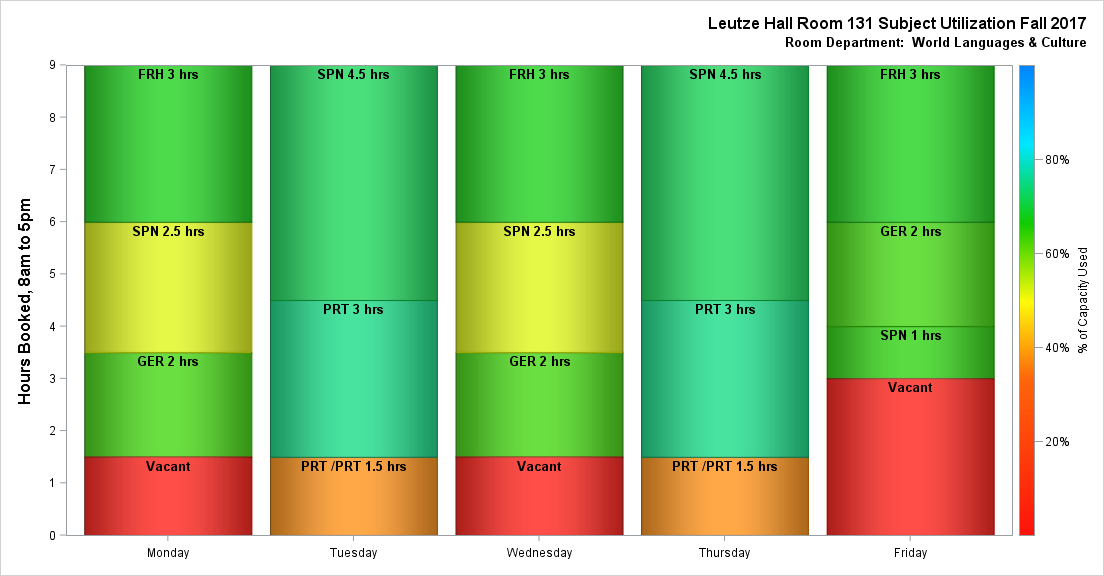 Leutze Hall Room 131 Subject Utilization Fall 2017
Room Department:  World Languages & Culture
Hours Booked, 8am to 5pm
9
8
7
6
5
4
3
2
1
0
FRH 3 hrs
SPN 2.5 hrs
GER 2 hrs
Vacant
SPN 4.5 hrs
PRT 3 hrs
PRT /PRT 1.5 hrs
FRH 3 hrs
SPN 2.5 hrs
GER 2 hrs
Vacant
SPN 4.5 hrs
PRT 3 hrs
PRT /PRT 1.5 hrs
FRH 3 hrs
GER 2 hrs
SPN 1 hrs
Vacant
Monday
Tuesday
Wednesday
Thursday
Friday
80%
60%
40%
20%
% of Capacity Used